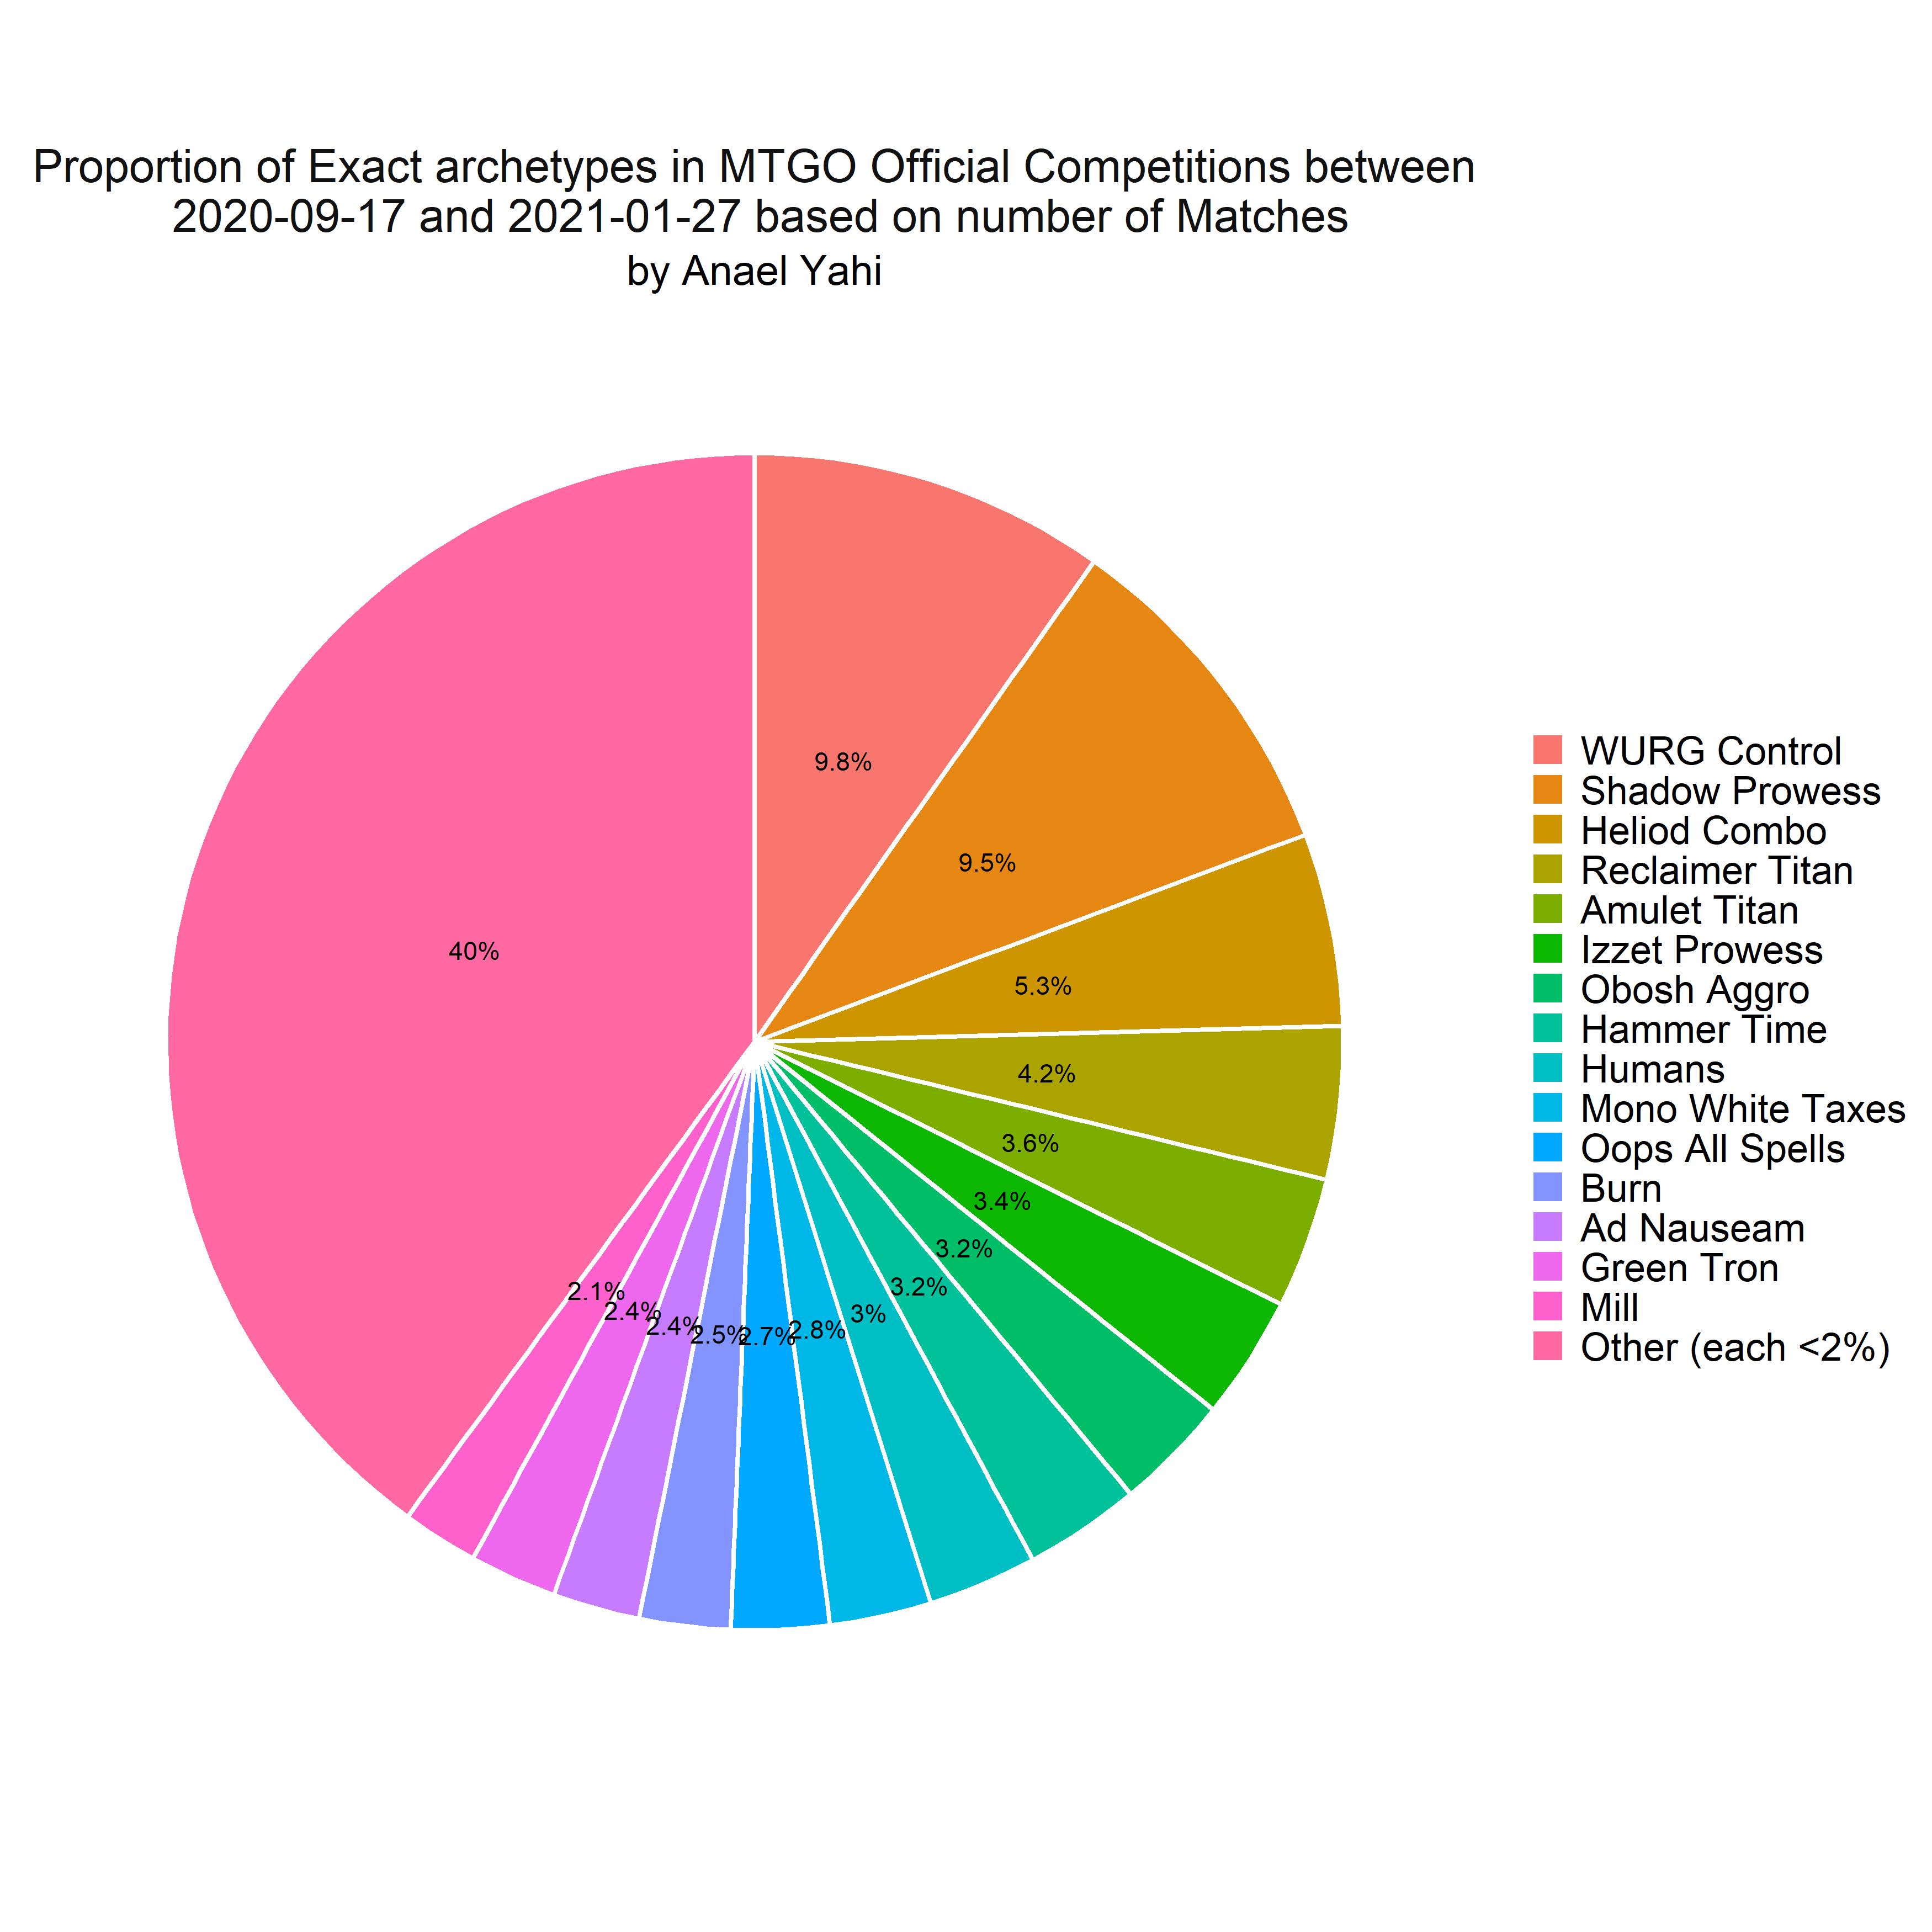 Proportion of Exact archetypes in MTGO Official Competitions between
2020-09-17 and 2021-01-27 based on number of Matches
by Anael Yahi
9.8%
9.5%
5.3%
4.2%
3.6%
3.4%
3.2%
3.2%
3%
2.8%
2.7%
2.5%
2.4%
2.4%
2.1%
40%
WURG Control
Shadow Prowess
Heliod Combo
Reclaimer Titan
Amulet Titan
Izzet Prowess
Obosh Aggro
Hammer Time
Humans
Mono White Taxes
Oops All Spells
Burn
Ad Nauseam
Green Tron
Mill
Other (each <2%)